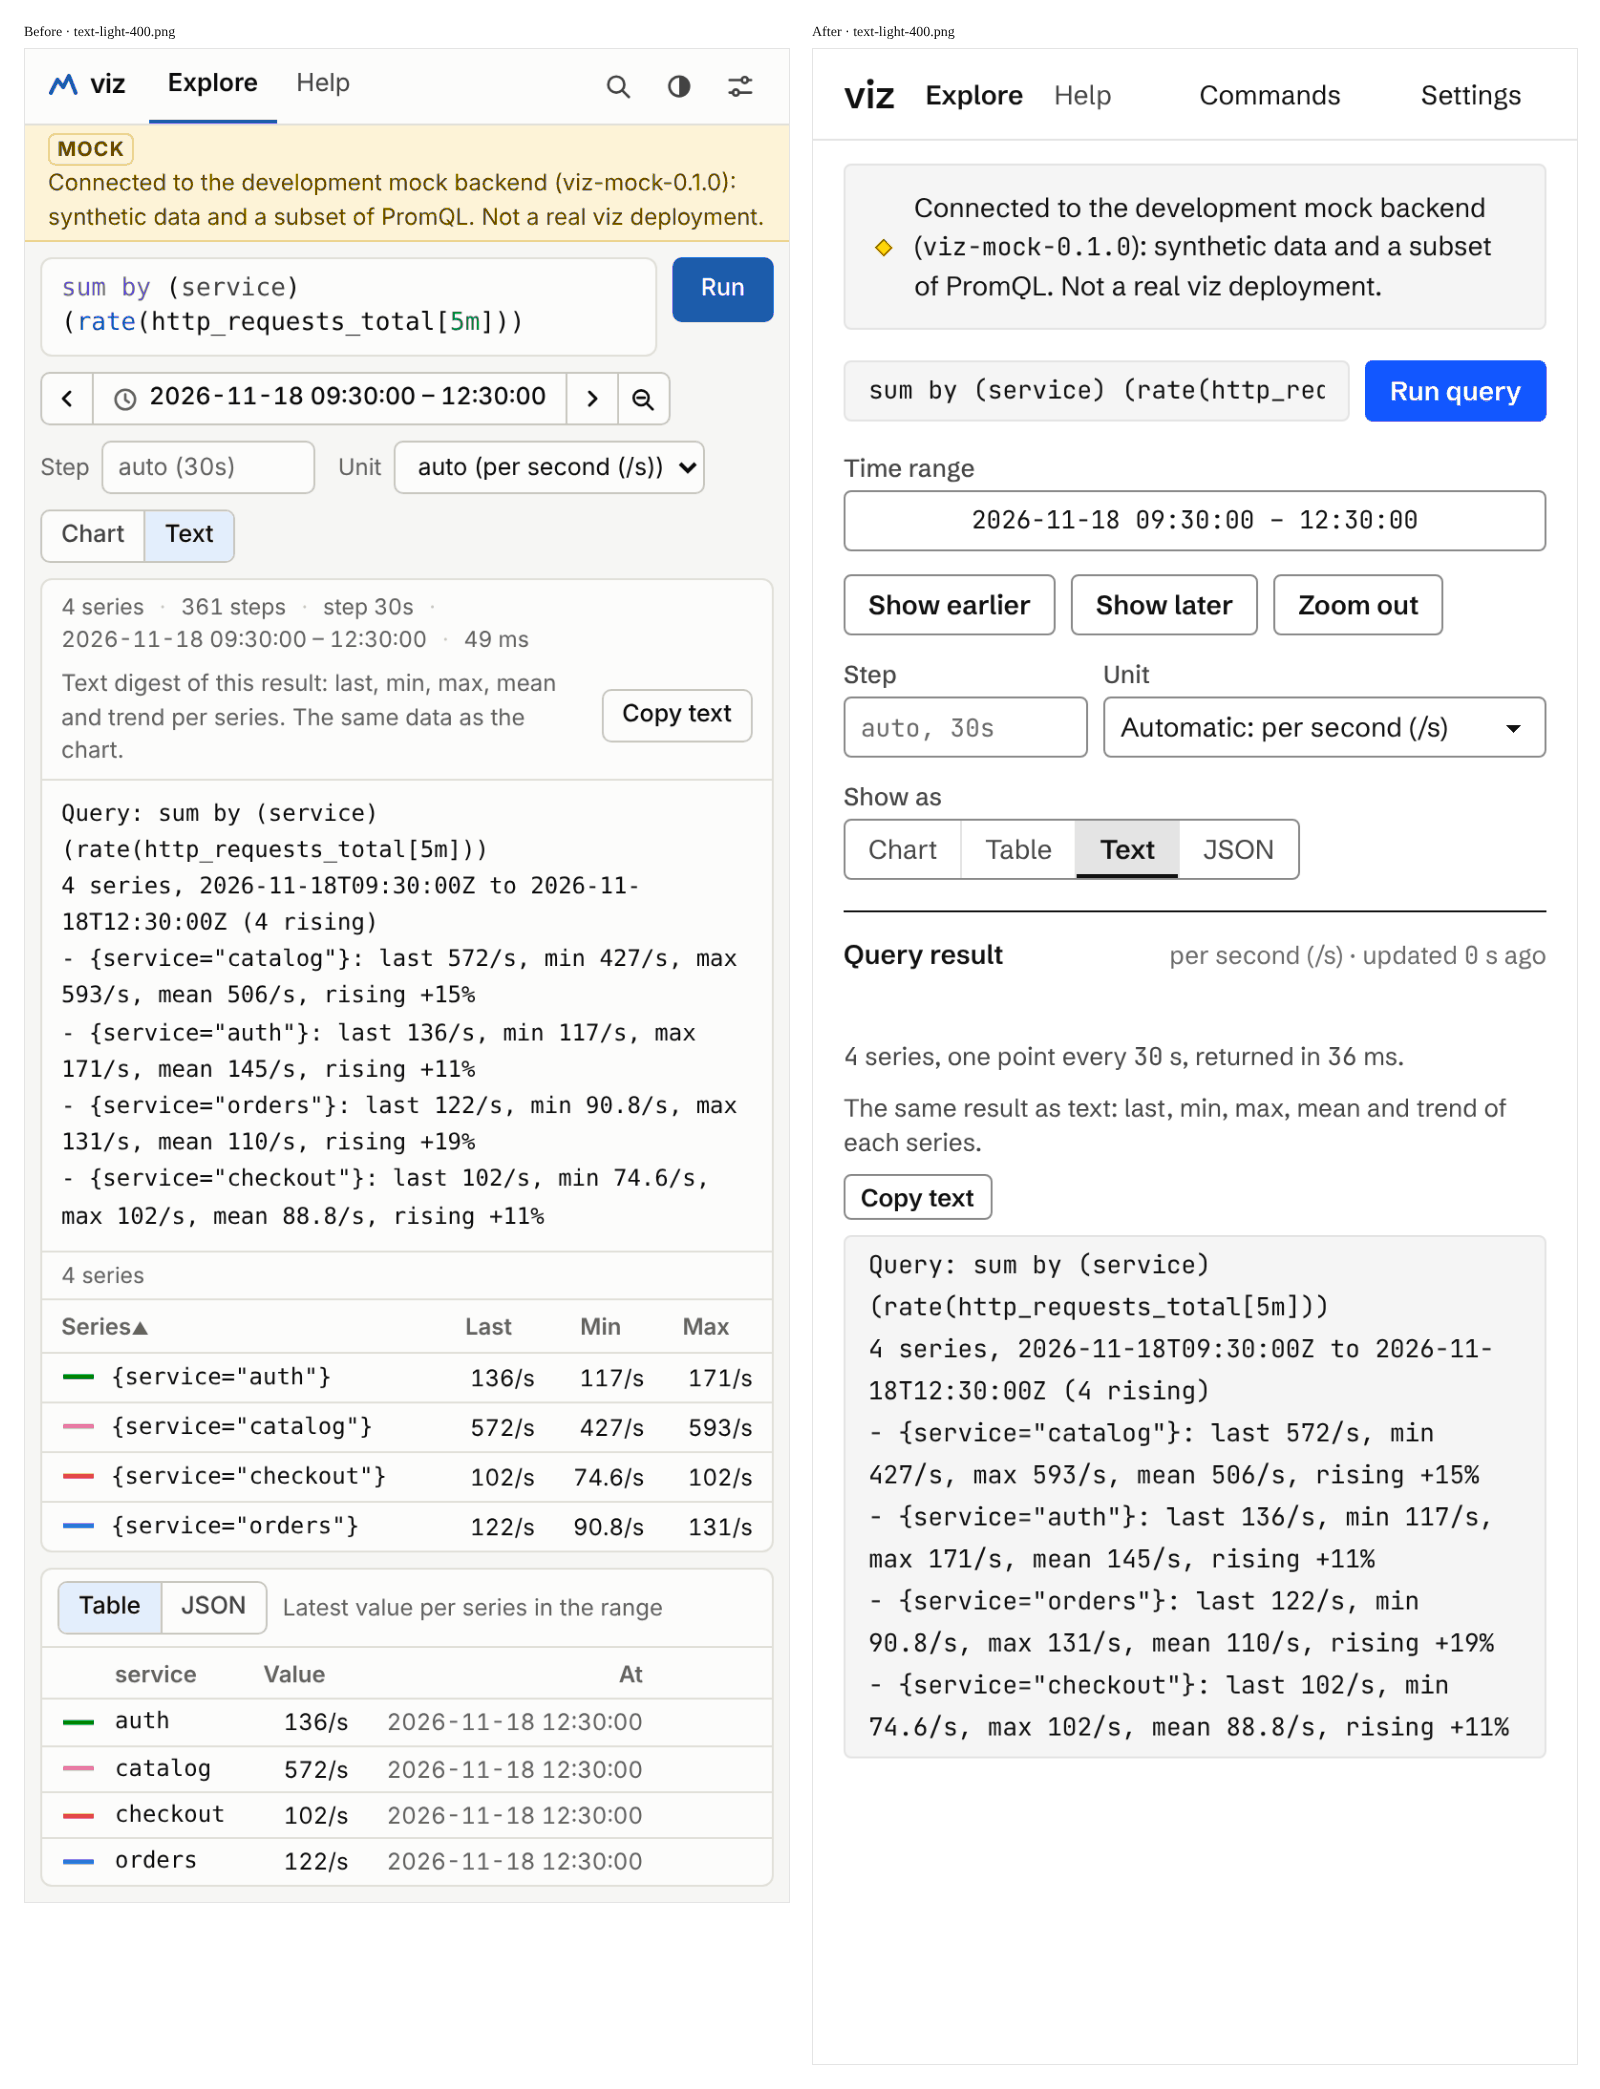 Before · text-light-400.png
viz Explore Help
MOCK
Connected to the development mock backend (viz-mock-0.1.0):
synthetic data and a subset of PromQL. Not a real viz deployment.
sum by (service)
(rate(http_requests_total[5m]))
Run
2026-11-18 09:30:00 – 12:30:00
Step auto (30s) Unit auto (per second (/s))
Chart Text
4 series · 361 steps · step 30s ·
2026-11-18 09:30:00 – 12:30:00 · 49 ms
Text digest of this result: last, min, max, mean
and trend per series. The same data as the
chart.
Copy text
Query: sum by (service)
(rate(http_requests_total[5m]))
4 series, 2026-11-18T09:30:00Z to 2026-11-
18T12:30:00Z (4 rising)
- {service="catalog"}: last 572/s, min 427/s, max
593/s, mean 506/s, rising +15%
- {service="auth"}: last 136/s, min 117/s, max
171/s, mean 145/s, rising +11%
- {service="orders"}: last 122/s, min 90.8/s, max
131/s, mean 110/s, rising +19%
- {service="checkout"}: last 102/s, min 74.6/s,
max 102/s, mean 88.8/s, rising +11%
4 series
Series▲ Last Min Max
{service="auth"} 136/s 117/s 171/s
{service="catalog"} 572/s 427/s 593/s
{service="checkout"} 102/s 74.6/s 102/s
{service="orders"} 122/s 90.8/s 131/s
Table JSON Latest value per series in the range
service Value At
auth 136/s 2026-11-18 12:30:00
catalog 572/s 2026-11-18 12:30:00
checkout 102/s 2026-11-18 12:30:00
orders 122/s 2026-11-18 12:30:00
After · text-light-400.png
viz Explore Help Commands Settings
Connected to the development mock backend
(viz-mock-0.1.0): synthetic data and a subset
of PromQL. Not a real viz deployment.
sum by (service) (rate(http_rec
Run query
Time range
2026-11-18 09:30:00 – 12:30:00
Show earlier Show later Zoom out
Step Unit
auto, 30s Automatic: per second (/s)
Show as
Chart Table Text JSON
Query result per second (/s) · updated 0 s ago
4 series, one point every 30 s, returned in 36 ms.
The same result as text: last, min, max, mean and trend of
each series.
Copy text
Query: sum by (service)
(rate(http_requests_total[5m]))
4 series, 2026-11-18T09:30:00Z to 2026-11-
18T12:30:00Z (4 rising)
- {service="catalog"}: last 572/s, min
427/s, max 593/s, mean 506/s, rising +15%
- {service="auth"}: last 136/s, min 117/s,
max 171/s, mean 145/s, rising +11%
- {service="orders"}: last 122/s, min
90.8/s, max 131/s, mean 110/s, rising +19%
- {service="checkout"}: last 102/s, min
74.6/s, max 102/s, mean 88.8/s, rising +11%